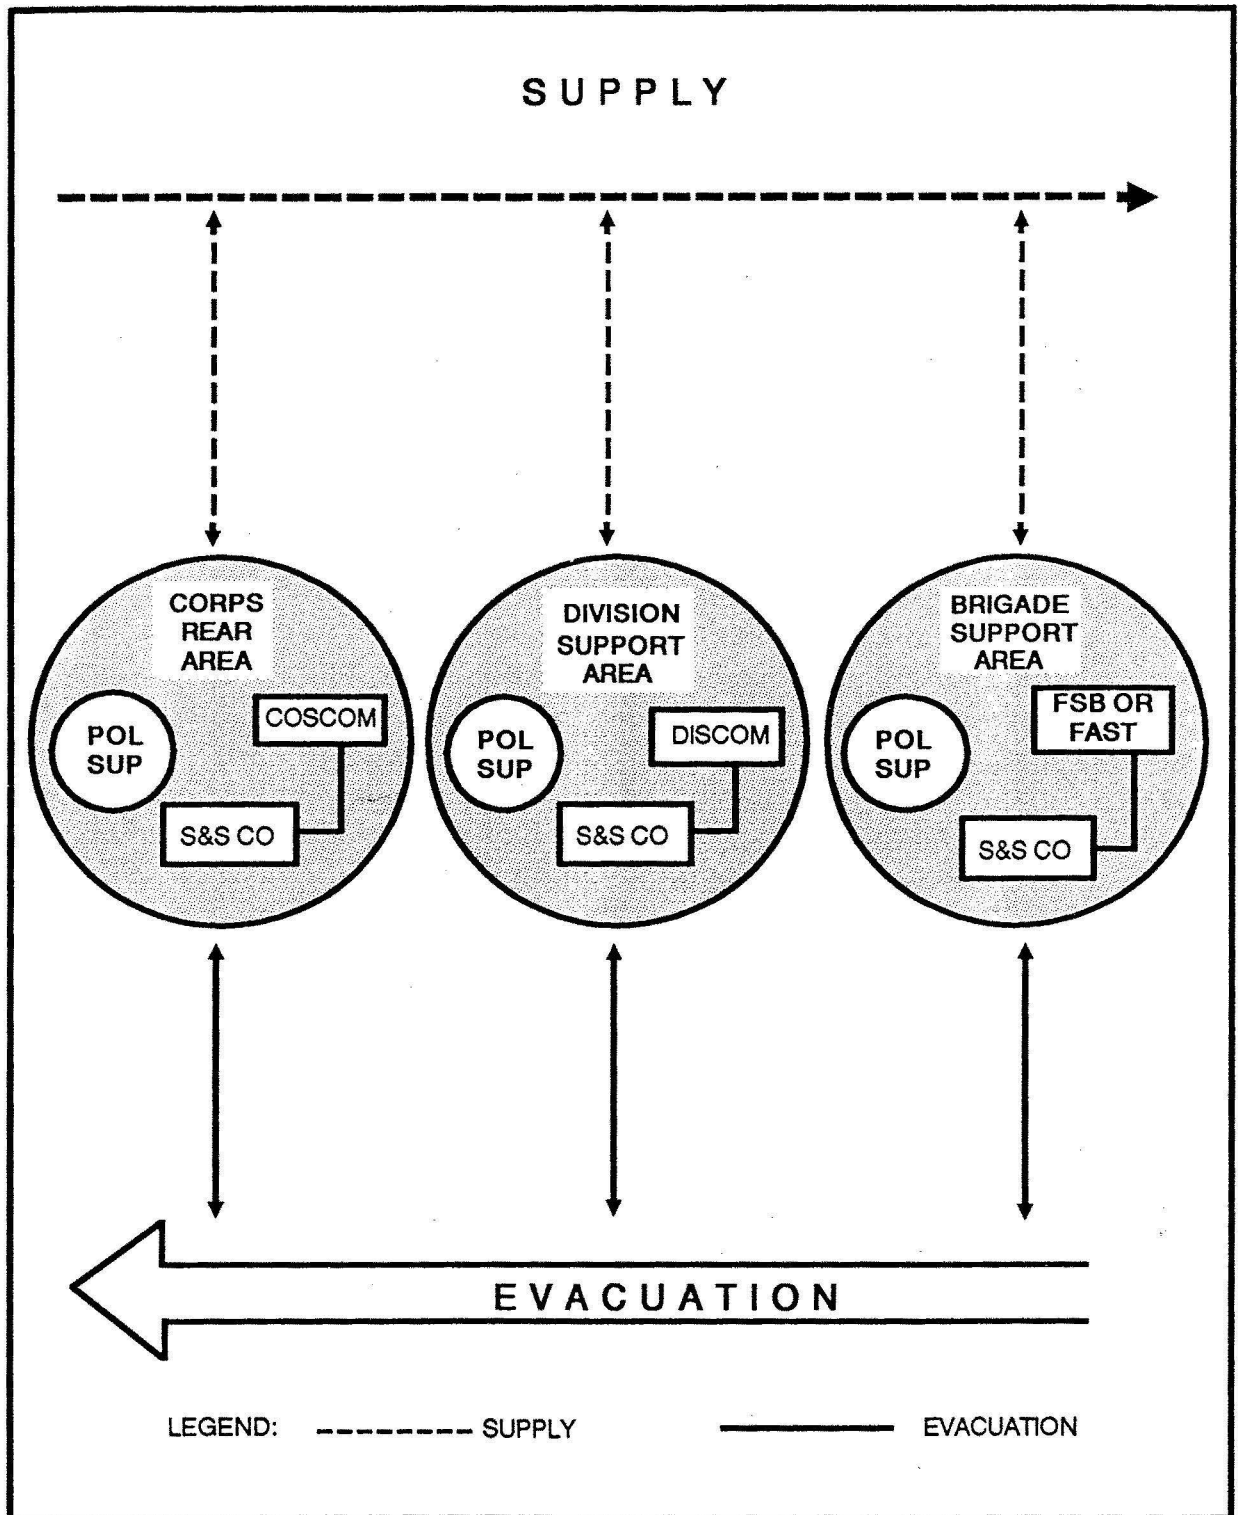 SUPPLY
CORPS
REAR
AREA
POL
SUP
COSCOM
S&S CO
DIVISION
SUPPORT
AREA
POL
SUP
DISCOM
S&S CO
BRIGADE
SUPPORT
AREA
POL
SUP
FSB OR
FAST
S&S CO
EVACUATION
LEGEND: SUPPLY EVACUATION